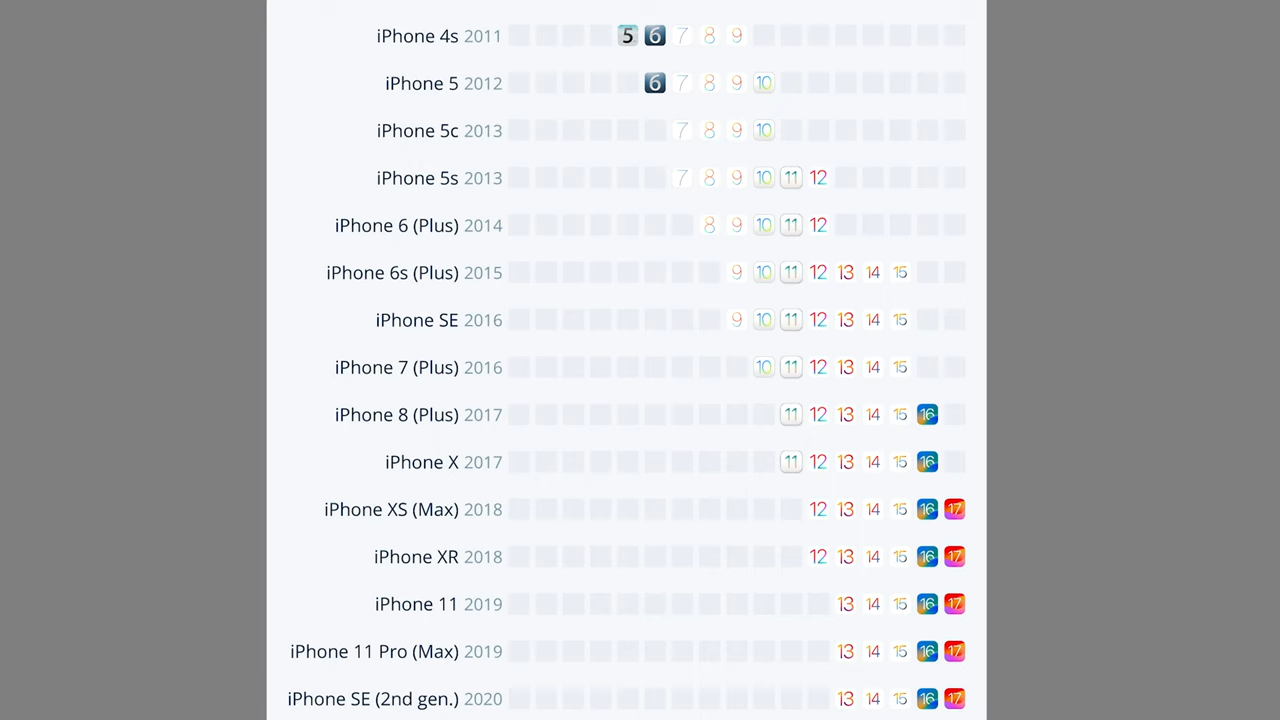 iPhone 4s 2011 5 6 7 8 9
iPhone 5 2012 6 7 8 9 10
iPhone 5c 2013 7 8 9 10
iPhone 5s 2013 7 8 9 10 11 12
iPhone 6 (Plus) 2014 8 9 10 11 12
iPhone 6s (Plus) 2015 9 10 11 12 13 14 15
iPhone SE 2016 9 10 11 12 13 14 15
iPhone 7 (Plus) 2016 10 11 12 13 14 15
iPhone 8 (Plus) 2017 11 12 13 14 15 16
iPhone X 2017 11 12 13 14 15 16
iPhone XS (Max) 2018 12 13 14 15 16 17
iPhone XR 2018 12 13 14 15 16 17
iPhone 11 2019 13 14 15 16 17
iPhone 11 Pro (Max) 2019 13 14 15 16 17
iPhone SE (2nd gen.) 2020 13 14 15 16 17